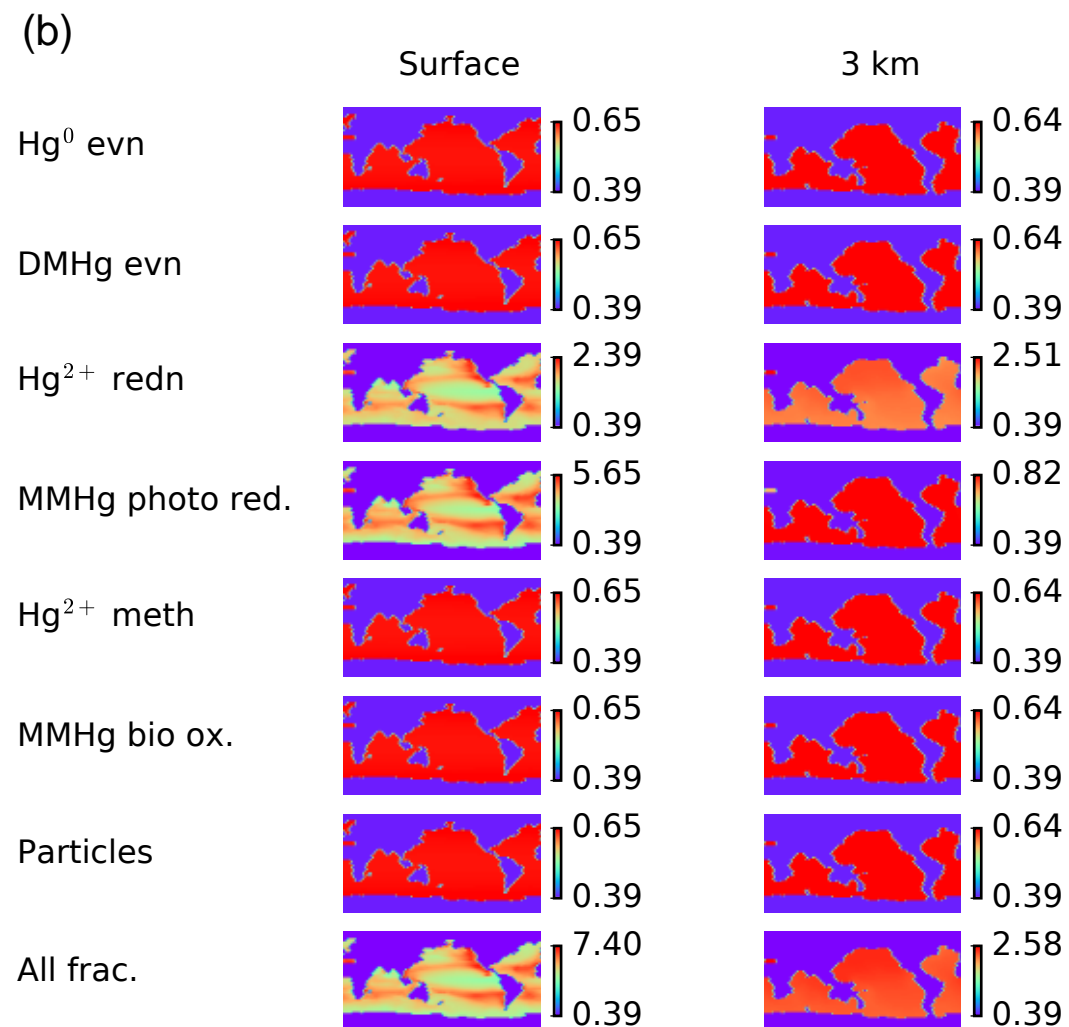 (b)
Surface 3 km
Hg⁰ evn 0.65 0.39 0.64 0.39
DMHg evn 0.65 0.39 0.64 0.39
Hg²⁺ redn 2.39 0.39 2.51 0.39
MMHg photo red. 5.65 0.39 0.82 0.39
Hg²⁺ meth 0.65 0.39 0.64 0.39
MMHg bio ox. 0.65 0.39 0.64 0.39
Particles 0.65 0.39 0.64 0.39
All frac. 7.40 0.39 2.58 0.39